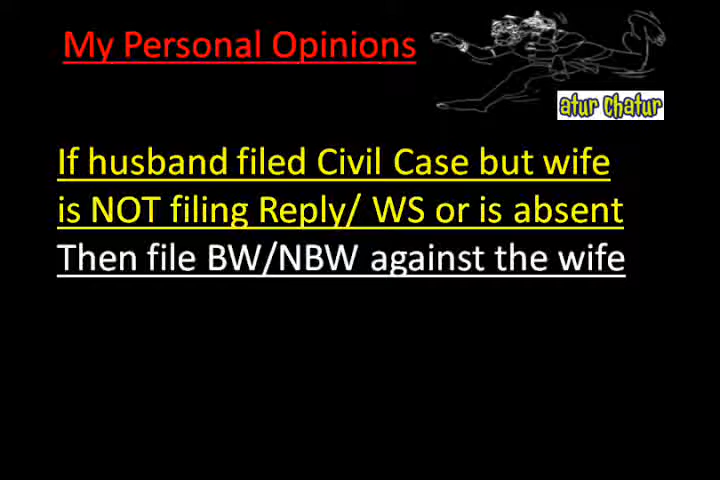 My Personal Opinions
atur Chatur
If husband filed Civil Case but wife
is NOT filing Reply/ WS or is absent
Then file BW/NBW against the wife